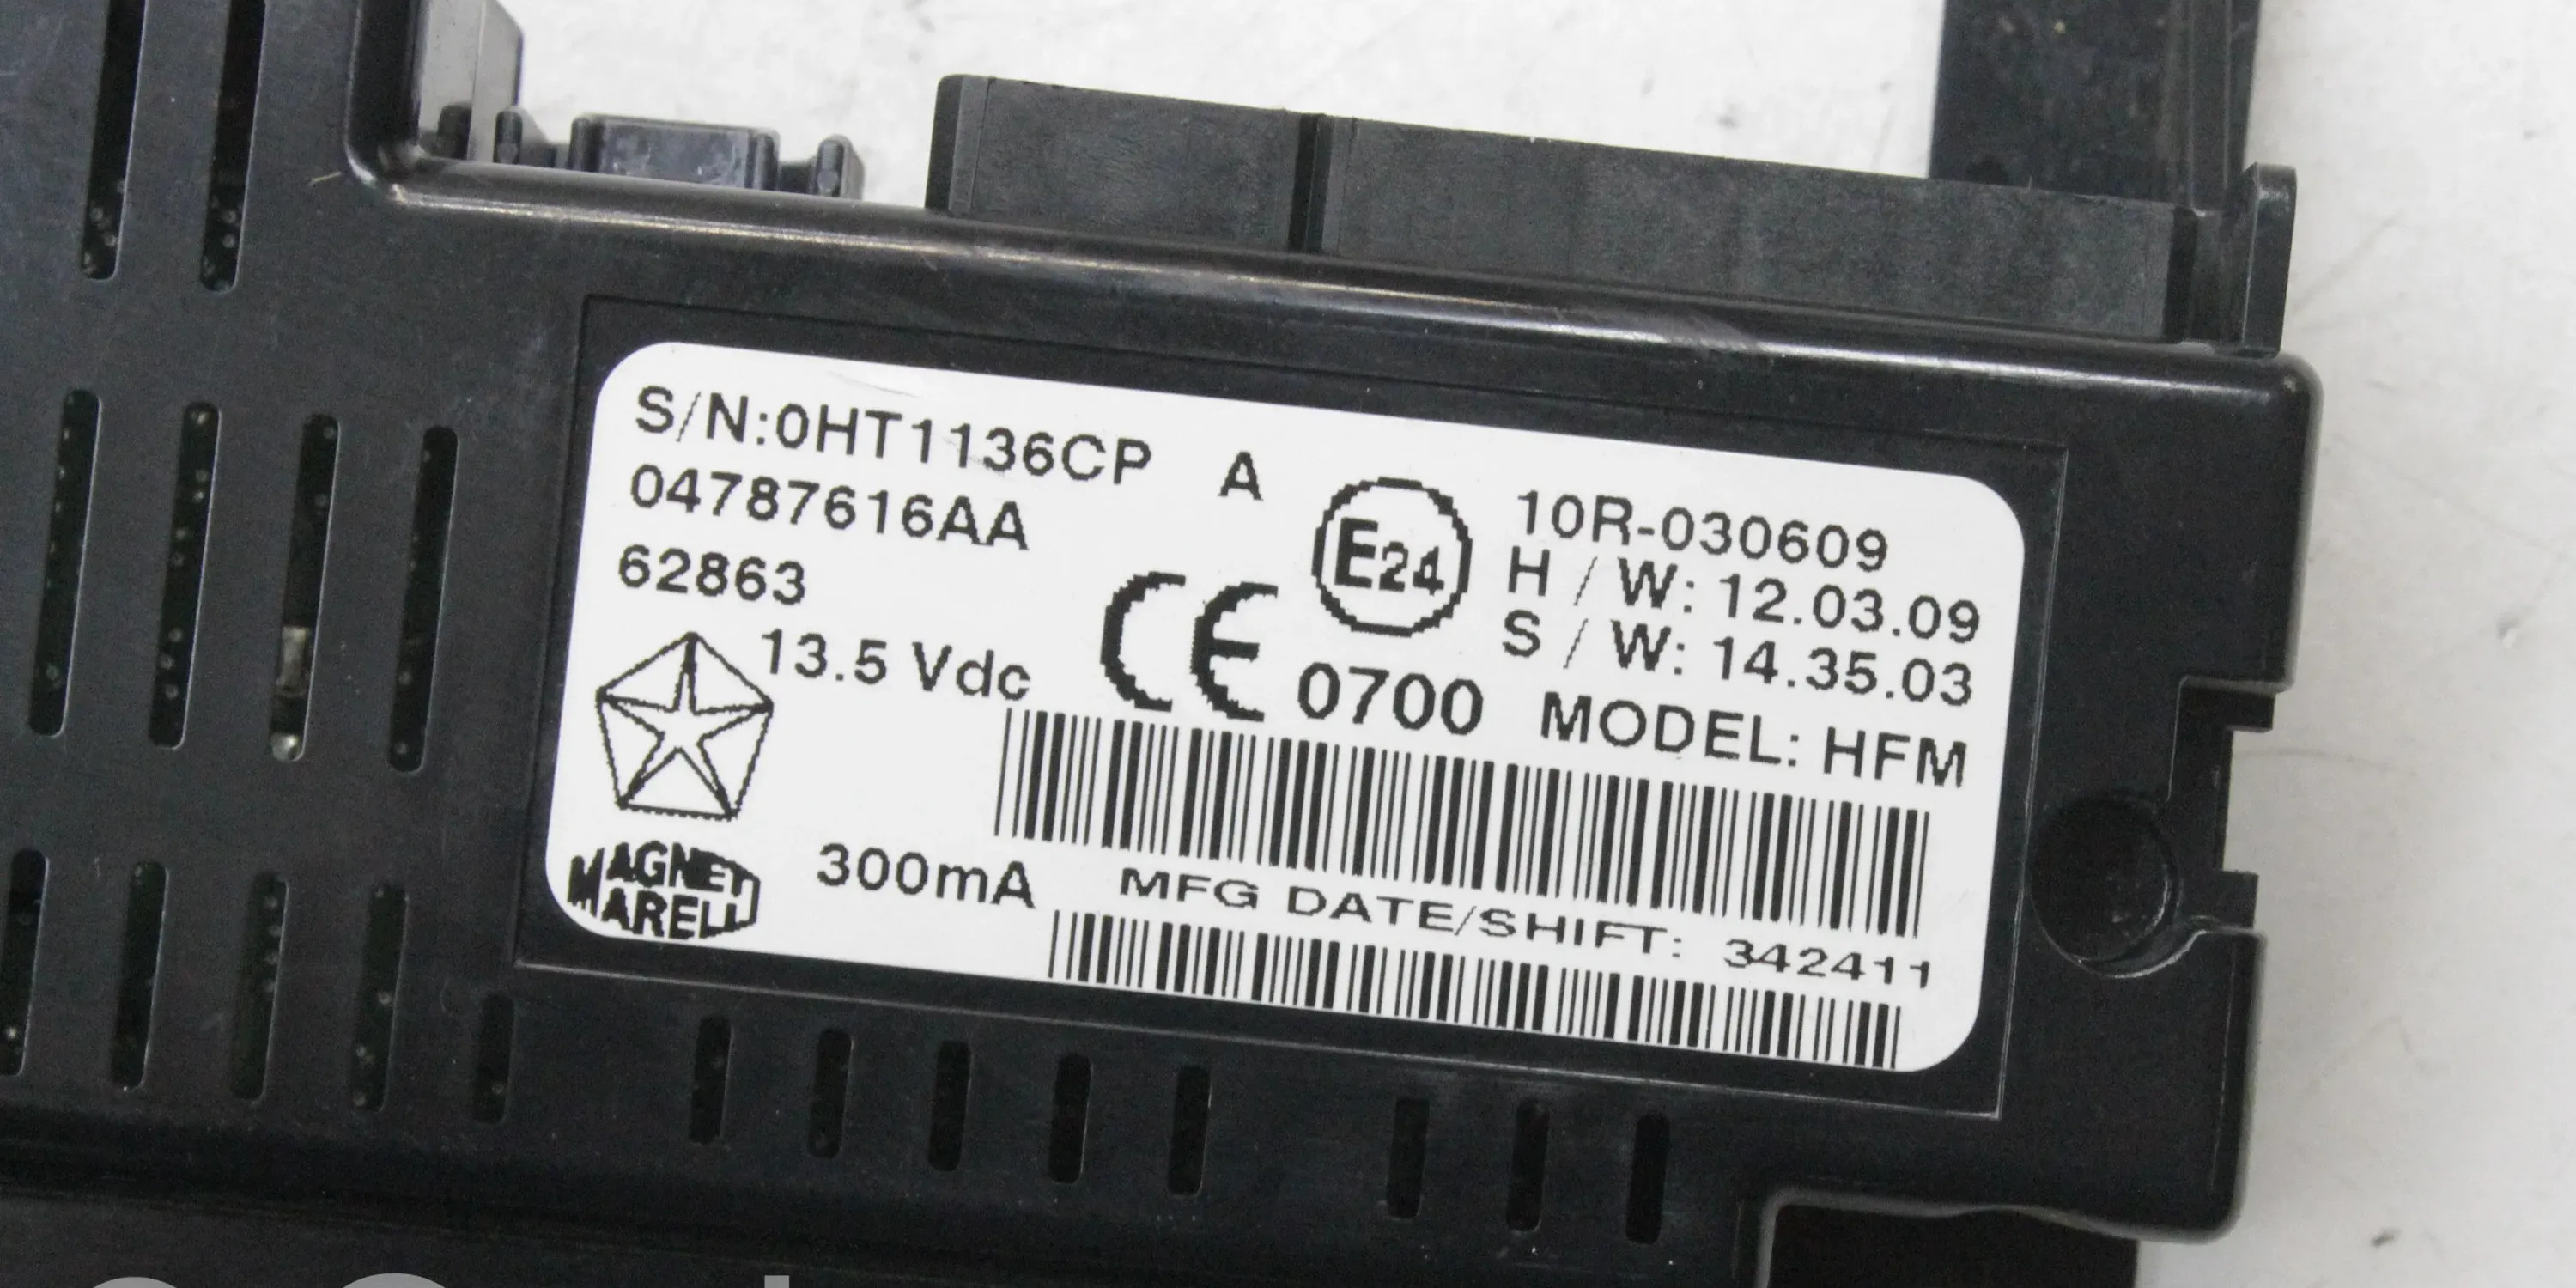 S/N:0HT1136CP A
04787616AA
62863
13.5 Vdc
E24
CE 0700
10R-030609
H / W: 12.03.09
S / W: 14.35.03
MODEL: HFM
MAGNETI
MARELLI
300mA
MFG DATE/SHIFT: 342411